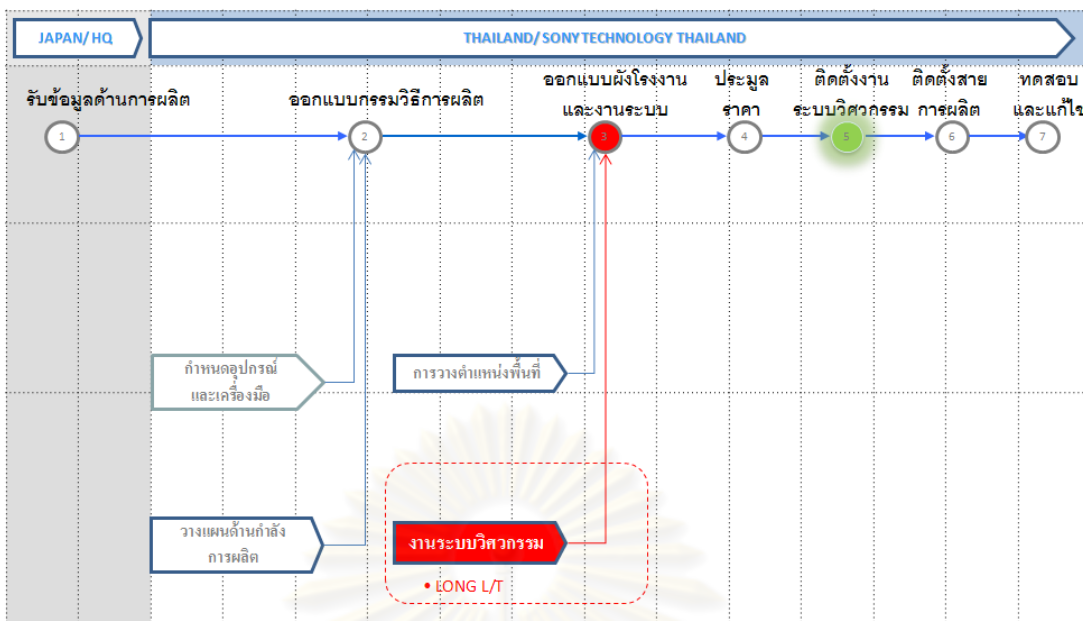 JAPAN/HQ
THAILAND/SONY TECHNOLOGY THAILAND
รับข้อมูลด้านการผลิต
ออกแบบกรรมวิธีการผลิต
ออกแบบผังโรงงาน
และงานระบบ
ประมูล
ราคา
ติดตั้งงาน
ระบบวิศวกรรม
ติดตั้งสาย
การผลิต
ทดสอบ
และแก้ไข
1
2
3
4
5
6
7
กำหนดอุปกรณ์
และเครื่องมือ
การวางตำแหน่งพื้นที่
วางแผนด้านกำลัง
การผลิต
งานระบบวิศวกรรม
• LONG L/T